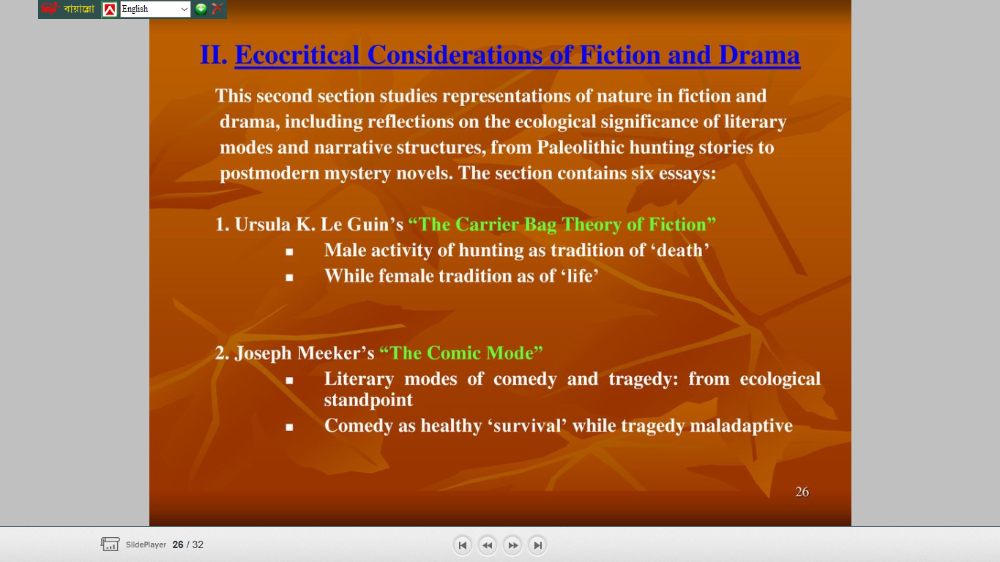 বায়ান্নো
English
II. Ecocritical Considerations of Fiction and Drama
This second section studies representations of nature in fiction and
drama, including reflections on the ecological significance of literary
modes and narrative structures, from Paleolithic hunting stories to
postmodern mystery novels. The section contains six essays:
1. Ursula K. Le Guin’s “The Carrier Bag Theory of Fiction”
Male activity of hunting as tradition of ‘death’
While female tradition as of ‘life’
2. Joseph Meeker’s “The Comic Mode”
Literary modes of comedy and tragedy: from ecological
standpoint
Comedy as healthy ‘survival’ while tragedy maladaptive
26
SlidePlayer 26 / 32